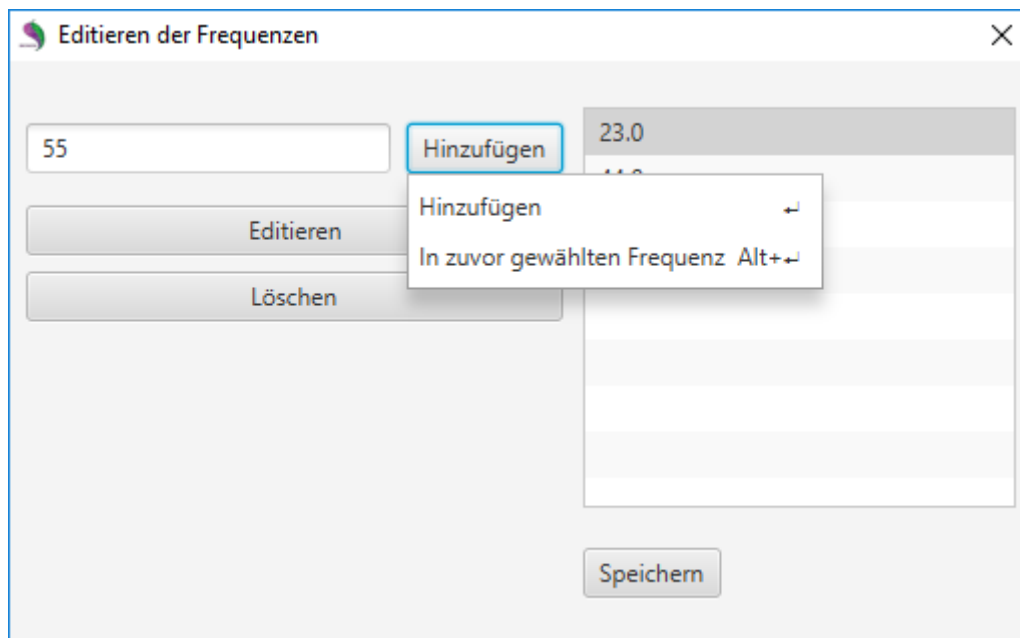 Editieren der Frequenzen
55
Hinzufügen
23.0
Hinzufügen ↵
In zuvor gewählten Frequenz Alt+↵
Editieren
Löschen
Speichern